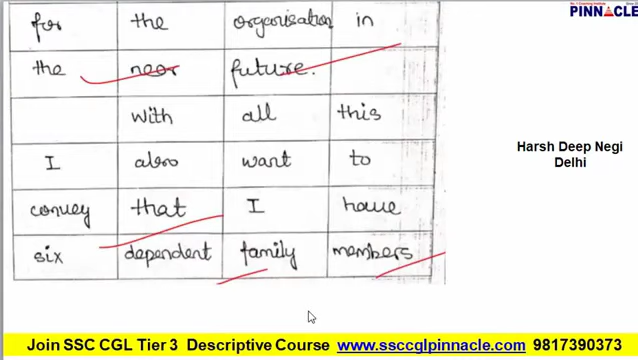 PINNACLE
for the organisation in
the near future.
with all this
I also want to
convey that I have
six dependent family members
Harsh Deep Negi
Delhi
Join SSC CGL Tier 3 Descriptive Course www.ssccglpinnacle.com 9817390373